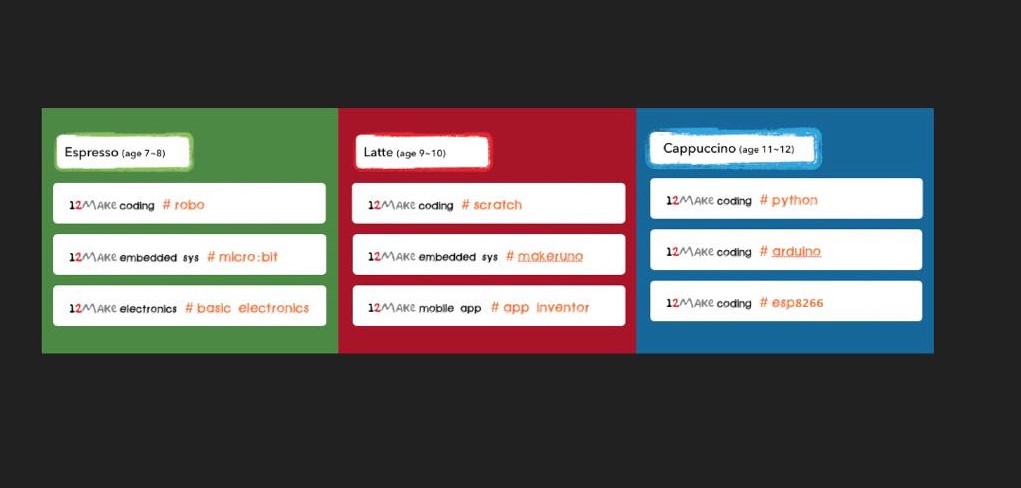 Espresso (age 7~8)
12MAKE coding # robo
12MAKE embedded sys # micro:bit
12MAKE electronics # basic electronics
Latte (age 9~10)
12MAKE coding # scratch
12MAKE embedded sys # makeruno
12MAKE mobile app # app inventor
Cappuccino (age 11~12)
12MAKE coding # python
12MAKE coding # arduino
12MAKE coding # esp8266